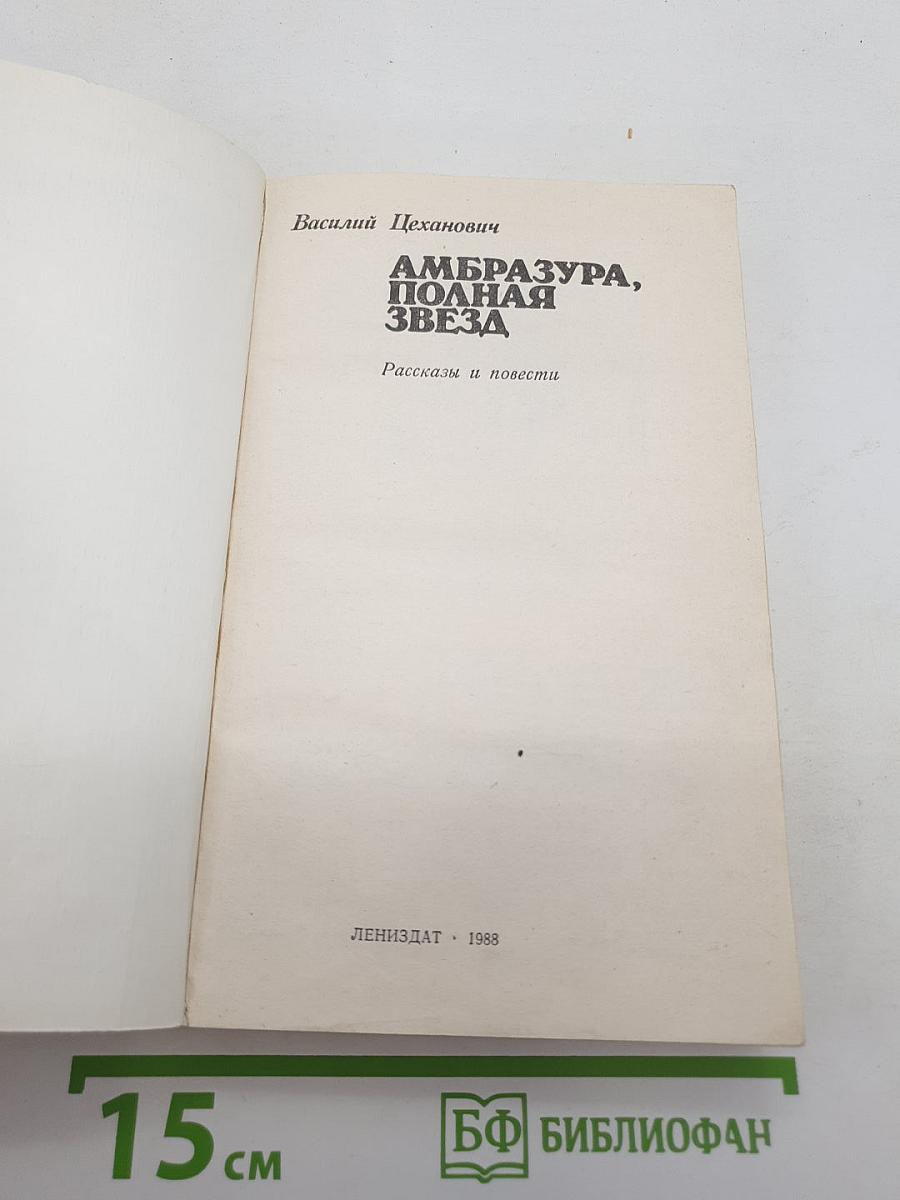 Василий Цеханович
АМБРАЗУРА,
ПОЛНАЯ
ЗВЕЗД
Рассказы и повести
ЛЕНИЗДАТ · 1988
15 см
БФ БИБЛИОФАН